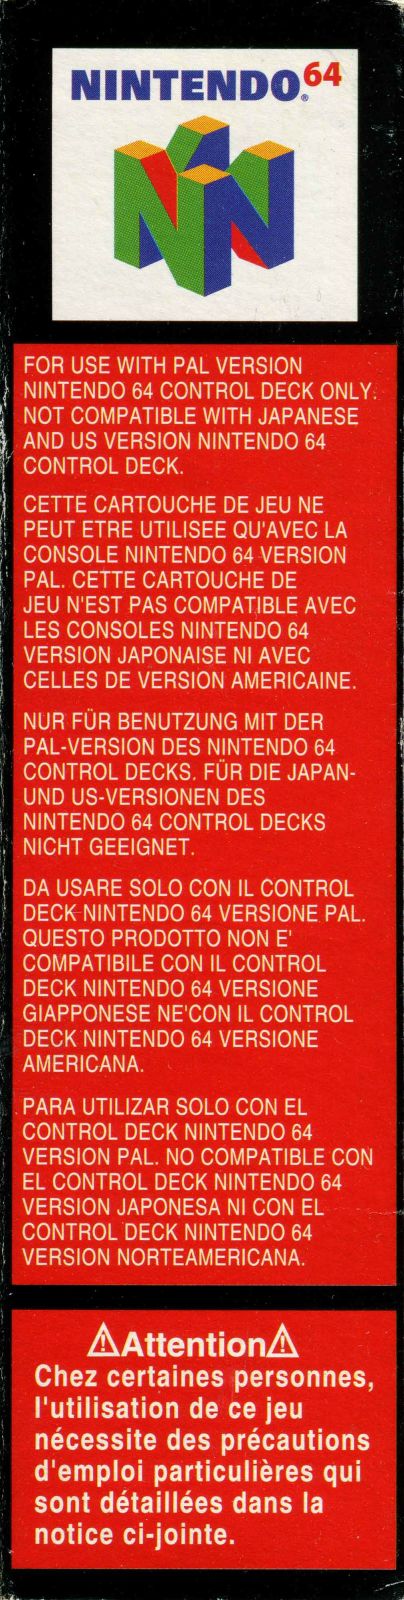 NINTENDO®64
FOR USE WITH PAL VERSION
NINTENDO 64 CONTROL DECK ONLY.
NOT COMPATIBLE WITH JAPANESE
AND US VERSION NINTENDO 64
CONTROL DECK.
CETTE CARTOUCHE DE JEU NE
PEUT ETRE UTILISEE QU'AVEC LA
CONSOLE NINTENDO 64 VERSION
PAL. CETTE CARTOUCHE DE
JEU N'EST PAS COMPATIBLE AVEC
LES CONSOLES NINTENDO 64
VERSION JAPONAISE NI AVEC
CELLES DE VERSION AMERICAINE.
NUR FÜR BENUTZUNG MIT DER
PAL-VERSION DES NINTENDO 64
CONTROL DECKS. FÜR DIE JAPAN-
UND US-VERSIONEN DES
NINTENDO 64 CONTROL DECKS
NICHT GEEIGNET.
DA USARE SOLO CON IL CONTROL
DECK NINTENDO 64 VERSIONE PAL.
QUESTO PRODOTTO NON E'
COMPATIBILE CON IL CONTROL
DECK NINTENDO 64 VERSIONE
GIAPPONESE NE'CON IL CONTROL
DECK NINTENDO 64 VERSIONE
AMERICANA.
PARA UTILIZAR SOLO CON EL
CONTROL DECK NINTENDO 64
VERSION PAL. NO COMPATIBLE CON
EL CONTROL DECK NINTENDO 64
VERSION JAPONESA NI CON EL
CONTROL DECK NINTENDO 64
VERSION NORTEAMERICANA.
⚠Attention⚠
Chez certaines personnes,
l'utilisation de ce jeu
nécessite des précautions
d'emploi particulières qui
sont détaillées dans la
notice ci-jointe.